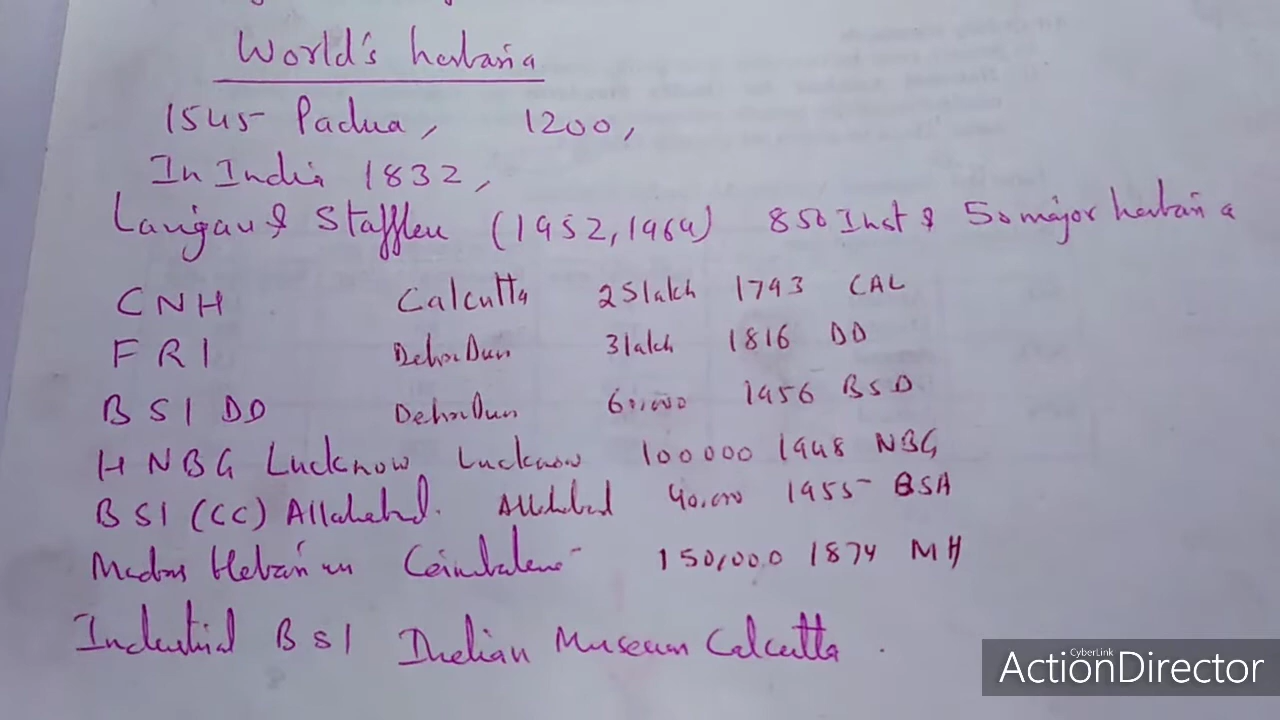 World's herbaria
1545- Padua, 1200,
In India 1832,
Lanjau & Staffleu (1952, 1964) 850 Inst & 50 major herbaria
CNH Calcutta 25 lakh 1793 CAL
FRI DehraDun 3 lakh 1816 DD
BSI DD DehraDun 60,000 1956 BSD
HNBG Lucknow Lucknow 100000 1948 NBG
BSI (CC) Allahabad. Allahabad 40,000 1955- BSA
Madras Herbarium Coimbatore 150,000 1874 MH
Industrial BSI Indian Museum Calcutta.
CyberLink
ActionDirector